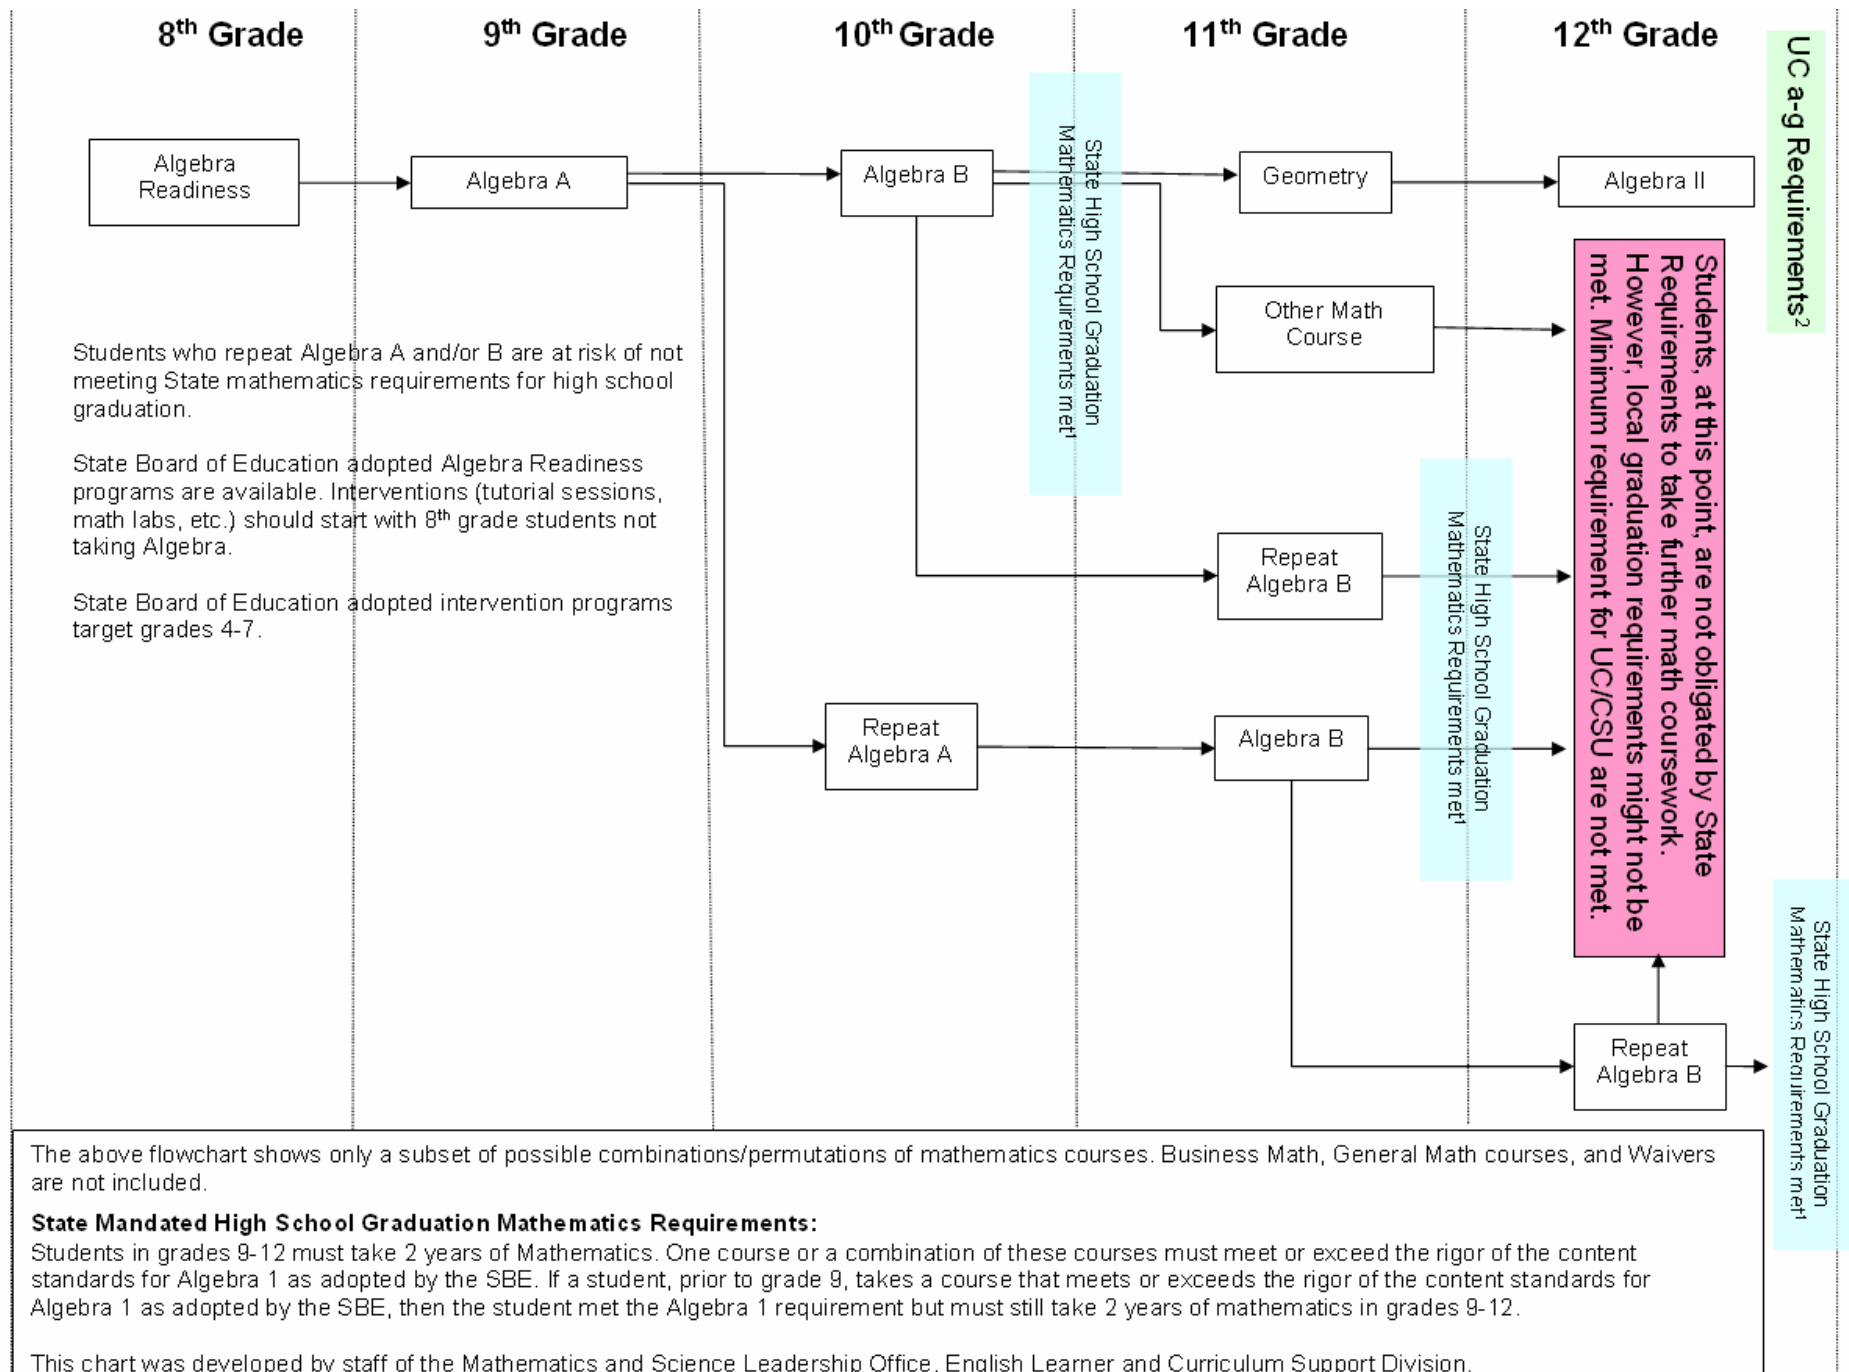 8th Grade
9th Grade
10th Grade
11th Grade
12th Grade
UC a-g Requirements2
Algebra
Readiness
Algebra A
Algebra B
State High School Graduation
Mathematics Requirements met1
Geometry
Algebra II
Other Math
Course
Students, at this point, are not obligated by State
Requirements to take further math coursework.
However, local graduation requirements might not be
met. Minimum requirement for UC/CSU are not met.
Students who repeat Algebra A and/or B are at risk of not
meeting State mathematics requirements for high school
graduation.
State Board of Education adopted Algebra Readiness
programs are available. Interventions (tutorial sessions,
math labs, etc.) should start with 8th grade students not
taking Algebra.
State Board of Education adopted intervention programs
target grades 4-7.
Repeat
Algebra B
State High School Graduation
Mathematics Requirements met1
Repeat
Algebra A
Algebra B
Repeat
Algebra B
State High School Graduation
Mathematics Requirements met1
The above flowchart shows only a subset of possible combinations/permutations of mathematics courses. Business Math, General Math courses, and Waivers
are not included.
State Mandated High School Graduation Mathematics Requirements:
Students in grades 9-12 must take 2 years of Mathematics. One course or a combination of these courses must meet or exceed the rigor of the content
standards for Algebra 1 as adopted by the SBE. If a student, prior to grade 9, takes a course that meets or exceeds the rigor of the content standards for
Algebra 1 as adopted by the SBE, then the student met the Algebra 1 requirement but must still take 2 years of mathematics in grades 9-12.
This chart was developed by staff of the Mathematics and Science Leadership Office, English Learner and Curriculum Support Division.